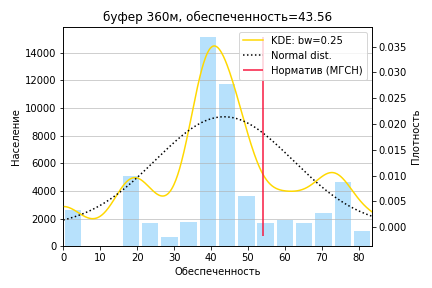 буфер 360м, обеспеченность=43.56
KDE: bw=0.25
Normal dist.
Норматив (МГСН)
14000
12000
10000
8000
6000
4000
2000
0
Население
0.035
0.030
0.025
0.020
0.015
0.010
0.005
0.000
Плотность
0 10 20 30 40 50 60 70 80
Обеспеченность